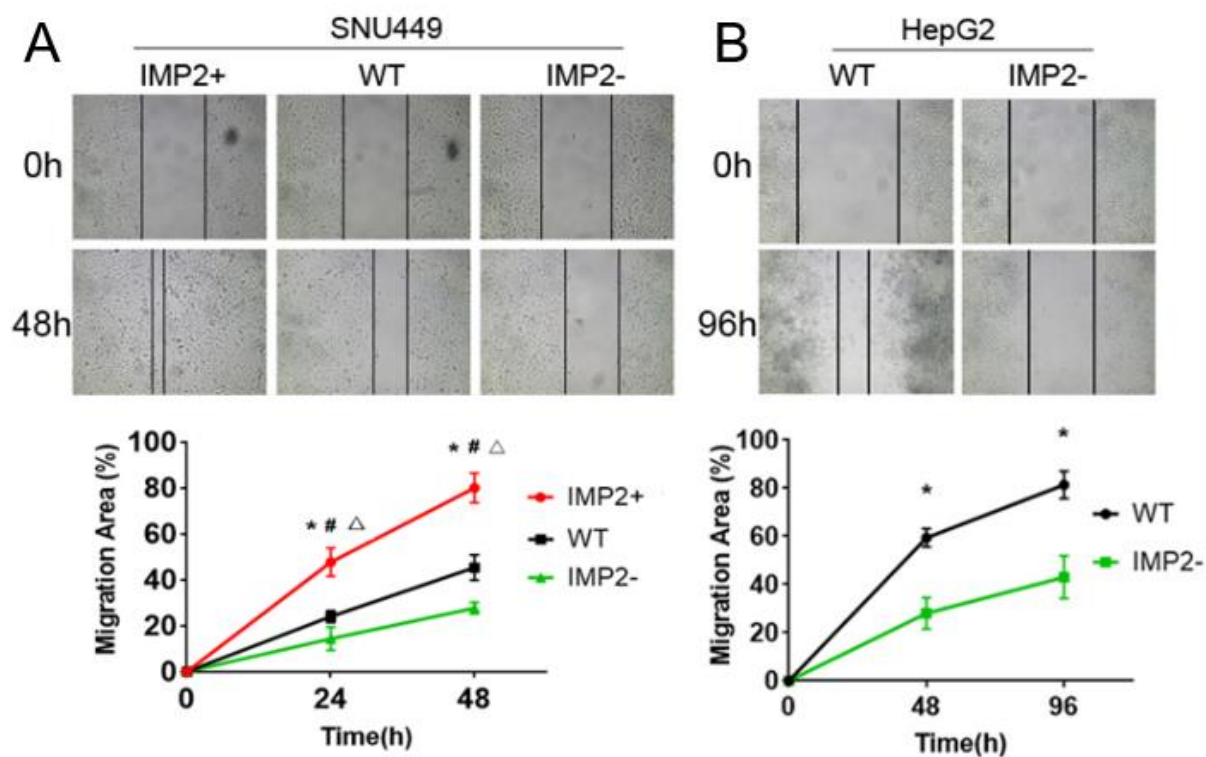 A
SNU449
IMP2+ WT IMP2-
0h
48h
Migration Area (%)
100
80
60
40
20
0
* # △
* # △
0 24 48
Time(h)
IMP2+
WT
IMP2-
B
HepG2
WT IMP2-
0h
96h
Migration Area (%)
100
80
60
40
20
0
*
*
0 48 96
Time(h)
WT
IMP2-